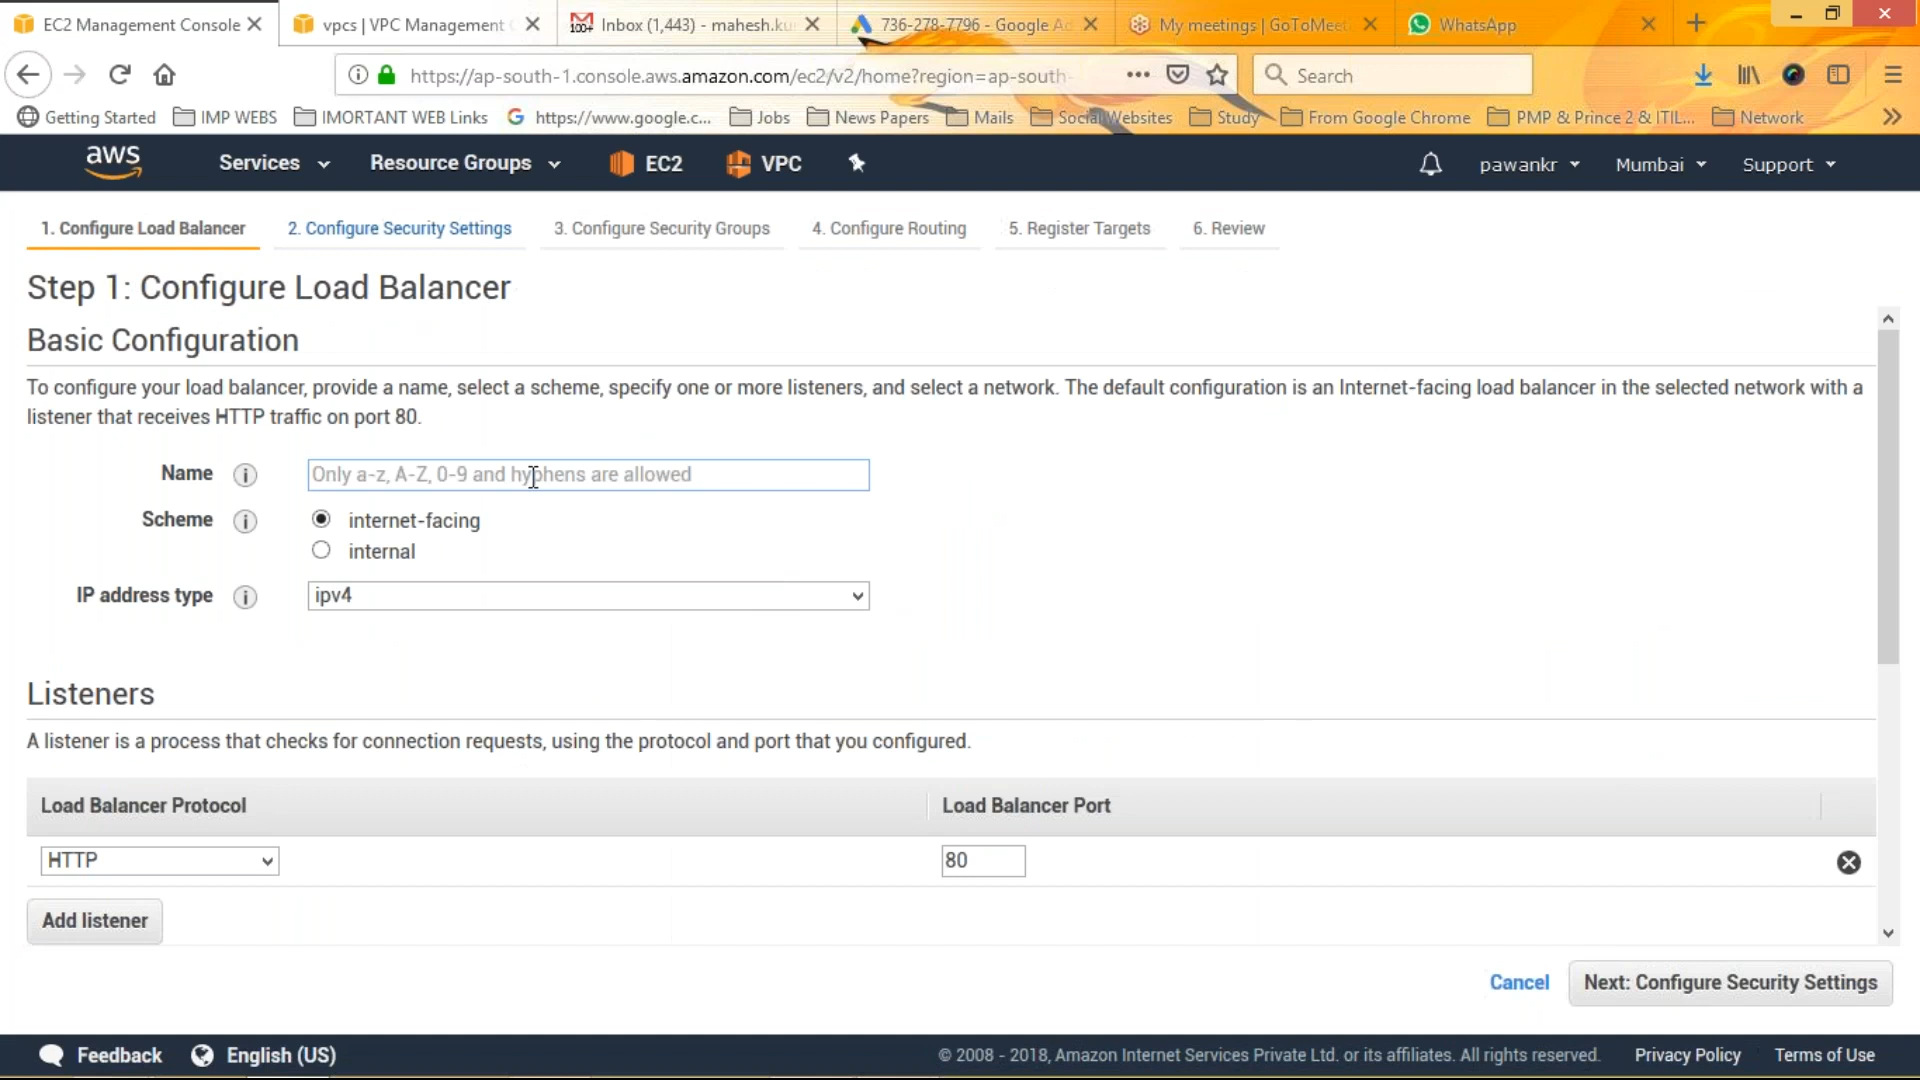 EC2 Management Console
vpcs | VPC Management
Inbox (1,443) - mahesh.ku
736-278-7796 - Google A
My meetings | GoToMeet
WhatsApp
https://ap-south-1.console.aws.amazon.com/ec2/v2/home?region=ap-south-
Search
Getting Started
IMP WEBS
IMORTANT WEB Links
https://www.google.c...
Jobs
News Papers
Mails
Social Websites
Study
From Google Chrome
PMP & Prince 2 & ITIL...
Network
aws
Services
Resource Groups
EC2
VPC
pawankr
Mumbai
Support
1. Configure Load Balancer
2. Configure Security Settings
3. Configure Security Groups
4. Configure Routing
5. Register Targets
6. Review
Step 1: Configure Load Balancer
Basic Configuration
To configure your load balancer, provide a name, select a scheme, specify one or more listeners, and select a network. The default configuration is an Internet-facing load balancer in the selected network with a
listener that receives HTTP traffic on port 80.
Name
Only a-z, A-Z, 0-9 and hyphens are allowed
Scheme
internet-facing
internal
IP address type
ipv4
Listeners
A listener is a process that checks for connection requests, using the protocol and port that you configured.
Load Balancer Protocol
Load Balancer Port
HTTP
80
Add listener
Cancel
Next: Configure Security Settings
Feedback
English (US)
© 2008 - 2018, Amazon Internet Services Private Ltd. or its affiliates. All rights reserved.
Privacy Policy
Terms of Use